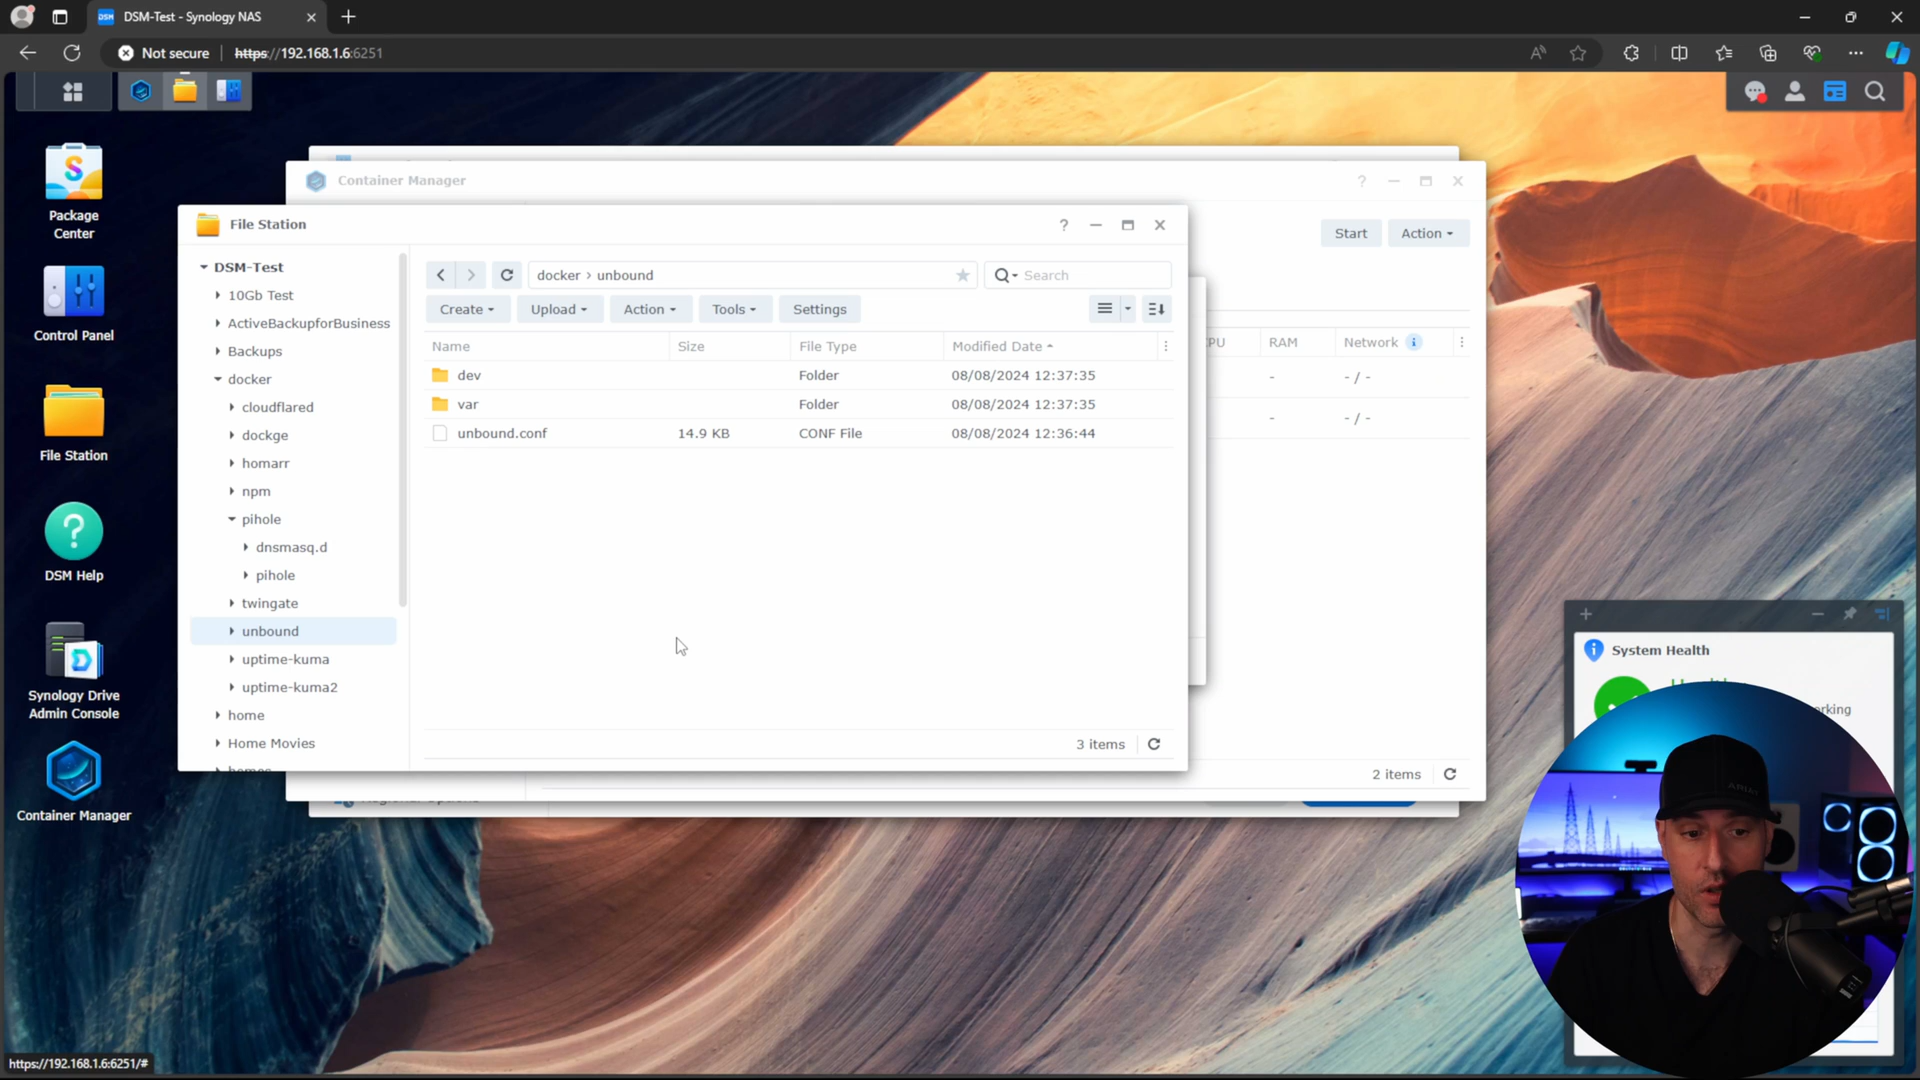 DSM-Test - Synology NAS
Not secure
https://192.168.1.6:6251
Package
Center
Control Panel
File Station
DSM Help
Synology Drive
Admin Console
Container Manager
Container Manager
Start
Action
CPU
RAM
Network
-
- / -
-
- / -
2 items
File Station
DSM-Test
10Gb Test
ActiveBackupforBusiness
Backups
docker
cloudflared
dockge
homarr
npm
pihole
dnsmasq.d
pihole
twingate
unbound
uptime-kuma
uptime-kuma2
home
Home Movies
homes
docker › unbound
Search
Create
Upload
Action
Tools
Settings
Name
Size
File Type
Modified Date
dev
Folder
08/08/2024 12:37:35
var
Folder
08/08/2024 12:37:35
unbound.conf
14.9 KB
CONF File
08/08/2024 12:36:44
3 items
Regional Options
System Health
https://192.168.1.6:6251/#